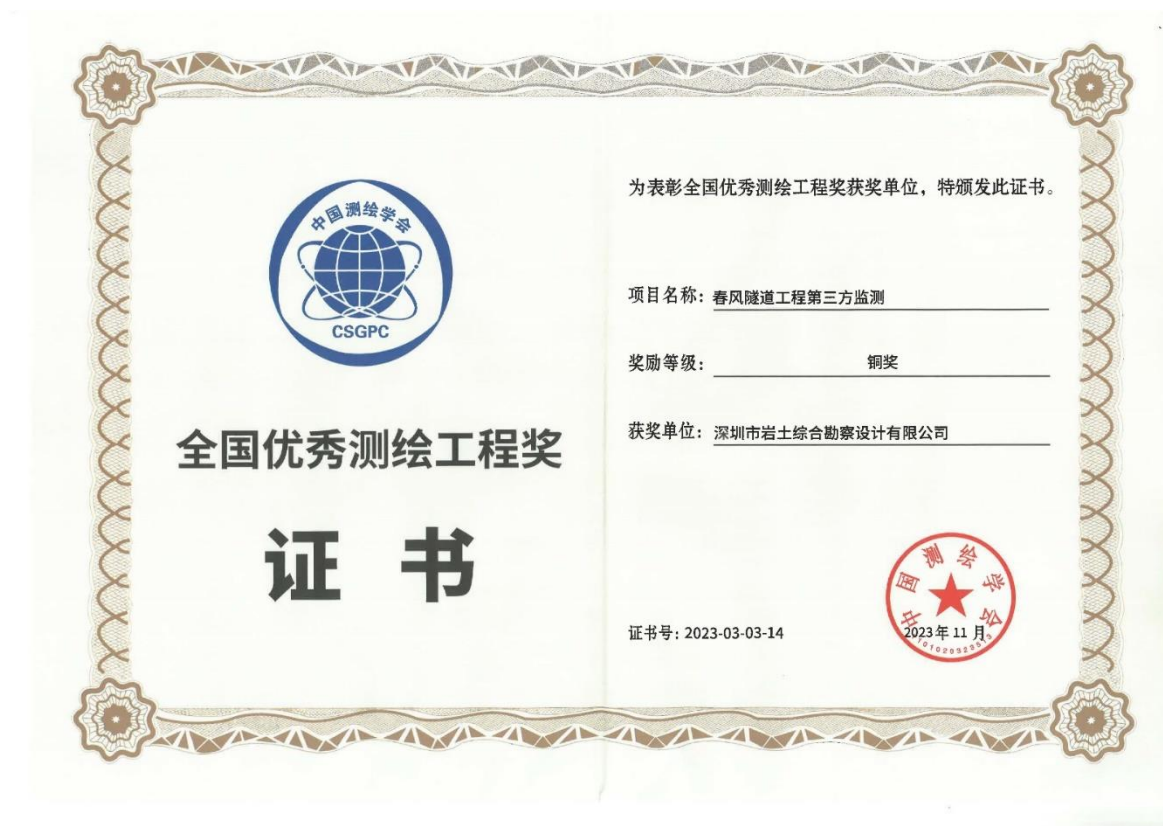 中国测绘学会
CSGPC
全国优秀测绘工程奖
证 书
为表彰全国优秀测绘工程奖获奖单位，特颁发此证书。
项目名称：春风隧道工程第三方监测
奖励等级：铜奖
获奖单位：深圳市岩土综合勘察设计有限公司
中国测绘学会
证书号：2023-03-03-14
2023年11月